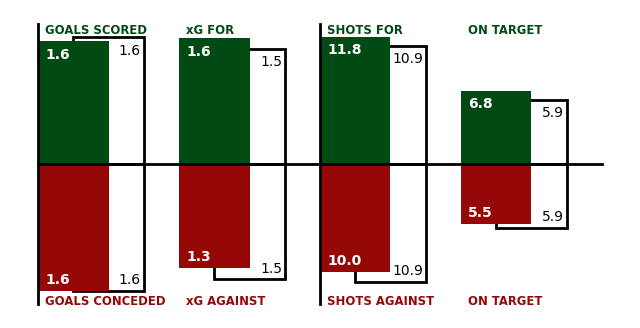 GOALS SCORED xG FOR SHOTS FOR ON TARGET
1.6 1.6 1.6 1.5 11.8 10.9 6.8 5.9
1.6 1.6 1.3 1.5 10.0 10.9 5.5 5.9
GOALS CONCEDED xG AGAINST SHOTS AGAINST ON TARGET